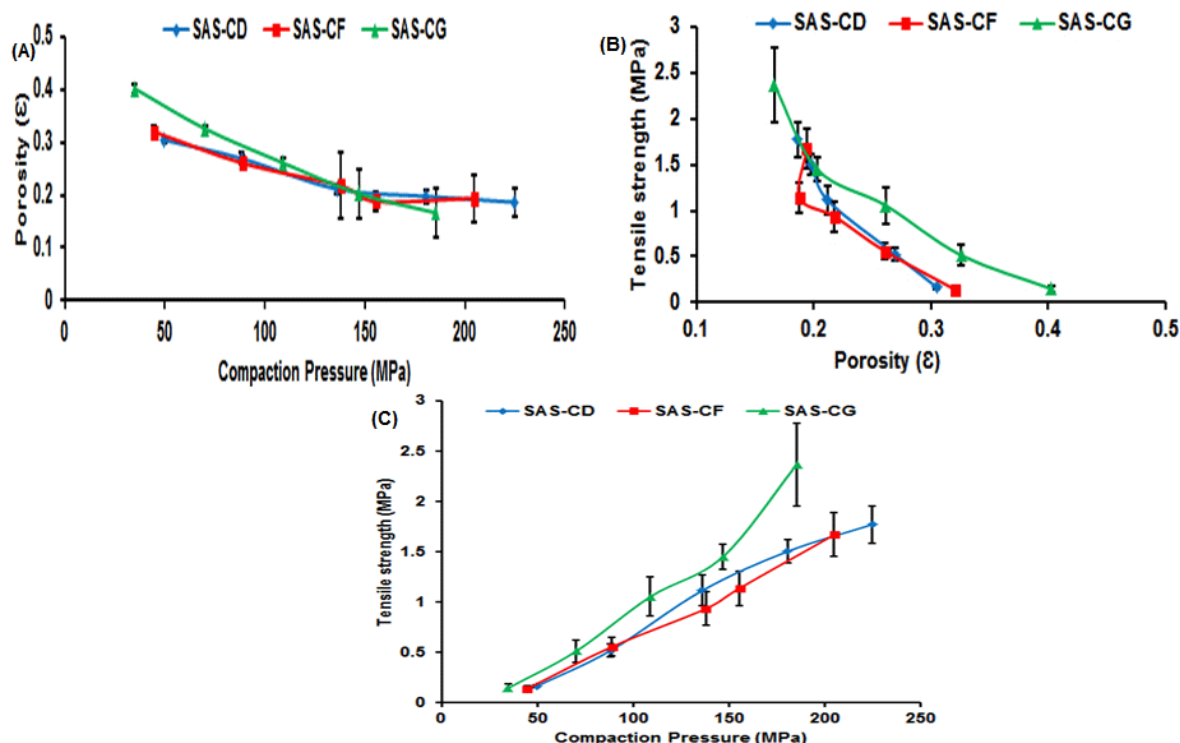 (A)
SAS-CD SAS-CF SAS-CG
Porosity (Ɛ)
0.5
0.4
0.3
0.2
0.1
0
0 50 100 150 200 250
Compaction Pressure (MPa)
(B)
SAS-CD SAS-CF SAS-CG
Tensile strength (MPa)
3
2.5
2
1.5
1
0.5
0
0.1 0.2 0.3 0.4 0.5
Porosity (Ɛ)
(C)
SAS-CD SAS-CF SAS-CG
Tensile strength (MPa)
3
2.5
2
1.5
1
0.5
0
0 50 100 150 200 250
Compaction Pressure (MPa)